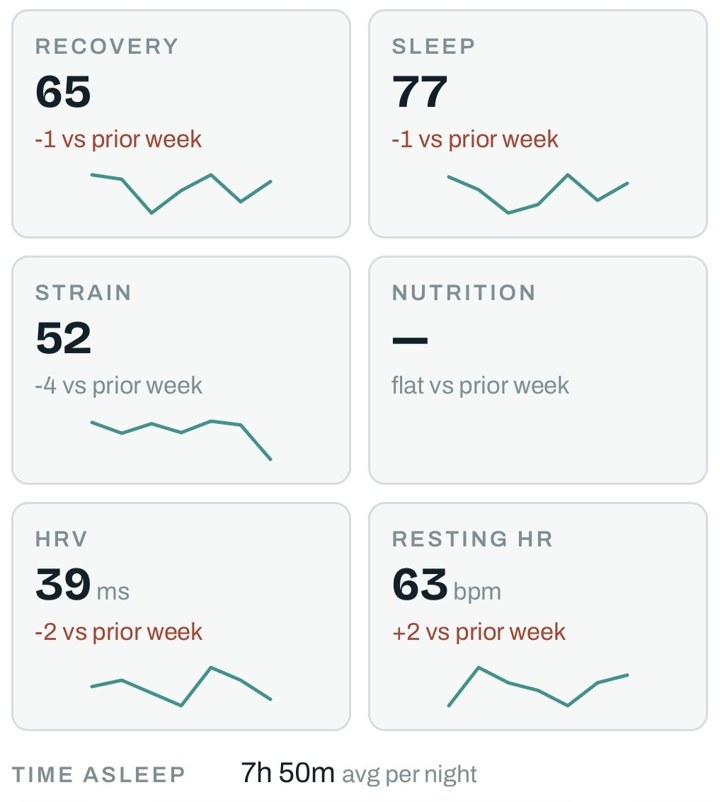 RECOVERY
65
-1 vs prior week
SLEEP
77
-1 vs prior week
STRAIN
52
-4 vs prior week
NUTRITION
—
flat vs prior week
HRV
39 ms
-2 vs prior week
RESTING HR
63 bpm
+2 vs prior week
TIME ASLEEP 7h 50m avg per night